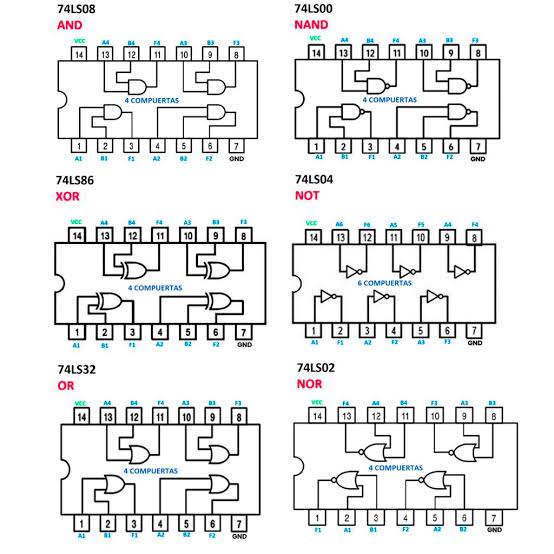 74LS08
AND
VCC A4 B4 F4 A3 B3 F3
14 13 12 11 10 9 8
4 COMPUERTAS
1 2 3 4 5 6 7
A1 B1 F1 A2 B2 F2 GND
74LS00
NAND
VCC A4 B4 F4 A3 B3 F3
14 13 12 11 10 9 8
4 COMPUERTAS
1 2 3 4 5 6 7
A1 B1 F1 A2 B2 F2 GND
74LS86
XOR
VCC A4 B4 F4 A3 B3 F3
14 13 12 11 10 9 8
4 COMPUERTAS
1 2 3 4 5 6 7
A1 B1 F1 A2 B2 F2 GND
74LS04
NOT
VCC A6 F6 A5 F5 A4 F4
14 13 12 11 10 9 8
6 COMPUERTAS
1 2 3 4 5 6 7
A1 F1 A2 F2 A3 F3 GND
74LS32
OR
VCC A4 B4 F4 A3 B3 F3
14 13 12 11 10 9 8
4 COMPUERTAS
1 2 3 4 5 6 7
A1 B1 F1 A2 B2 F2 GND
74LS02
NOR
VCC F4 A4 B4 F3 A3 B3
14 13 12 11 10 9 8
4 COMPUERTAS
1 2 3 4 5 6 7
F1 A1 B1 F2 A2 B2 GND